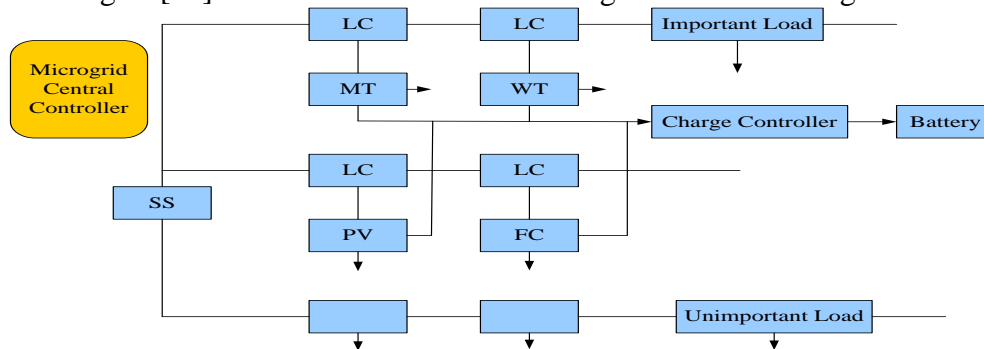 LC
LC
Important Load
Microgrid
Central
Controller
MT
WT
Charge Controller
Battery
LC
LC
SS
PV
FC
Unimportant Load